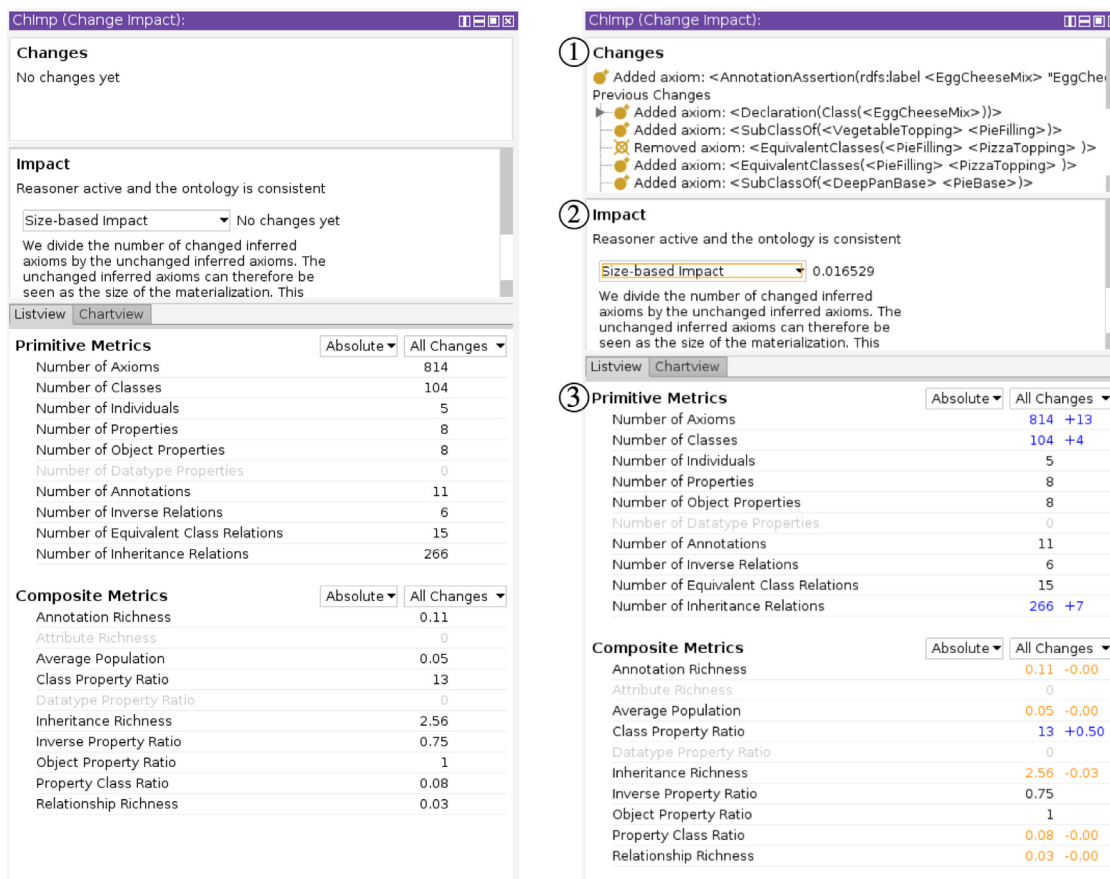 ChImp (Change Impact):
Changes
No changes yet
Impact
Reasoner active and the ontology is consistent
Size-based Impact No changes yet
We divide the number of changed inferred
axioms by the unchanged inferred axioms. The
unchanged inferred axioms can therefore be
seen as the size of the materialization. This
Listview Chartview
Primitive Metrics Absolute All Changes
Number of Axioms 814
Number of Classes 104
Number of Individuals 5
Number of Properties 8
Number of Object Properties 8
Number of Datatype Properties 0
Number of Annotations 11
Number of Inverse Relations 6
Number of Equivalent Class Relations 15
Number of Inheritance Relations 266
Composite Metrics Absolute All Changes
Annotation Richness 0.11
Attribute Richness 0
Average Population 0.05
Class Property Ratio 13
Datatype Property Ratio 0
Inheritance Richness 2.56
Inverse Property Ratio 0.75
Object Property Ratio 1
Property Class Ratio 0.08
Relationship Richness 0.03
ChImp (Change Impact):
1 Changes
Added axiom: <AnnotationAssertion(rdfs:label <EggCheeseMix> "EggChee
Previous Changes
Added axiom: <Declaration(Class(<EggCheeseMix>))>
Added axiom: <SubClassOf(<VegetableTopping> <PieFilling>)>
Removed axiom: <EquivalentClasses(<PieFilling> <PizzaTopping> )>
Added axiom: <EquivalentClasses(<PieFilling> <PizzaTopping> )>
Added axiom: <SubClassOf(<DeepPanBase> <PieBase>)>
2 Impact
Reasoner active and the ontology is consistent
Size-based Impact 0.016529
We divide the number of changed inferred
axioms by the unchanged inferred axioms. The
unchanged inferred axioms can therefore be
seen as the size of the materialization. This
Listview Chartview
3 Primitive Metrics Absolute All Changes
Number of Axioms 814 +13
Number of Classes 104 +4
Number of Individuals 5
Number of Properties 8
Number of Object Properties 8
Number of Datatype Properties 0
Number of Annotations 11
Number of Inverse Relations 6
Number of Equivalent Class Relations 15
Number of Inheritance Relations 266 +7
Composite Metrics Absolute All Changes
Annotation Richness 0.11 -0.00
Attribute Richness 0
Average Population 0.05 -0.00
Class Property Ratio 13 +0.50
Datatype Property Ratio 0
Inheritance Richness 2.56 -0.03
Inverse Property Ratio 0.75
Object Property Ratio 1
Property Class Ratio 0.08 -0.00
Relationship Richness 0.03 -0.00